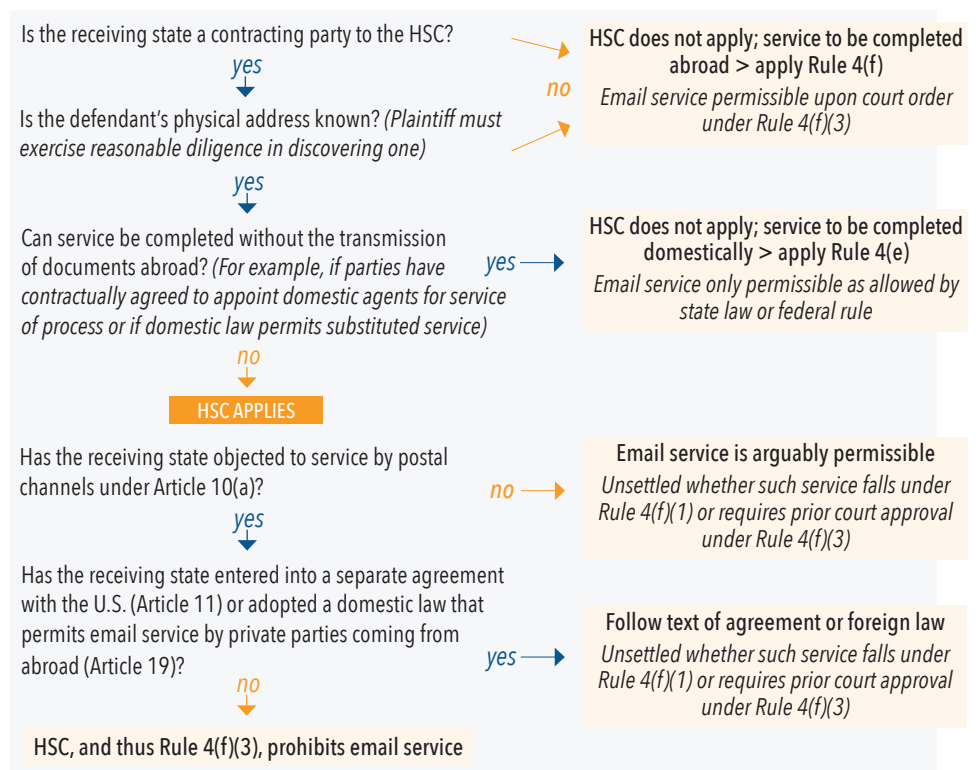 Is the receiving state a contracting party to the HSC?
yes
no
HSC does not apply; service to be completed
abroad > apply Rule 4(f)
Email service permissible upon court order
under Rule 4(f)(3)
Is the defendant's physical address known? (Plaintiff must
exercise reasonable diligence in discovering one)
yes
Can service be completed without the transmission
of documents abroad? (For example, if parties have
contractually agreed to appoint domestic agents for service
of process or if domestic law permits substituted service)
yes
HSC does not apply; service to be completed
domestically > apply Rule 4(e)
Email service only permissible as allowed by
state law or federal rule
no
HSC APPLIES
Has the receiving state objected to service by postal
channels under Article 10(a)?
no
Email service is arguably permissible
Unsettled whether such service falls under
Rule 4(f)(1) or requires prior court approval
under Rule 4(f)(3)
yes
Has the receiving state entered into a separate agreement
with the U.S. (Article 11) or adopted a domestic law that
permits email service by private parties coming from
abroad (Article 19)?
yes
Follow text of agreement or foreign law
Unsettled whether such service falls under
Rule 4(f)(1) or requires prior court approval
under Rule 4(f)(3)
no
HSC, and thus Rule 4(f)(3), prohibits email service